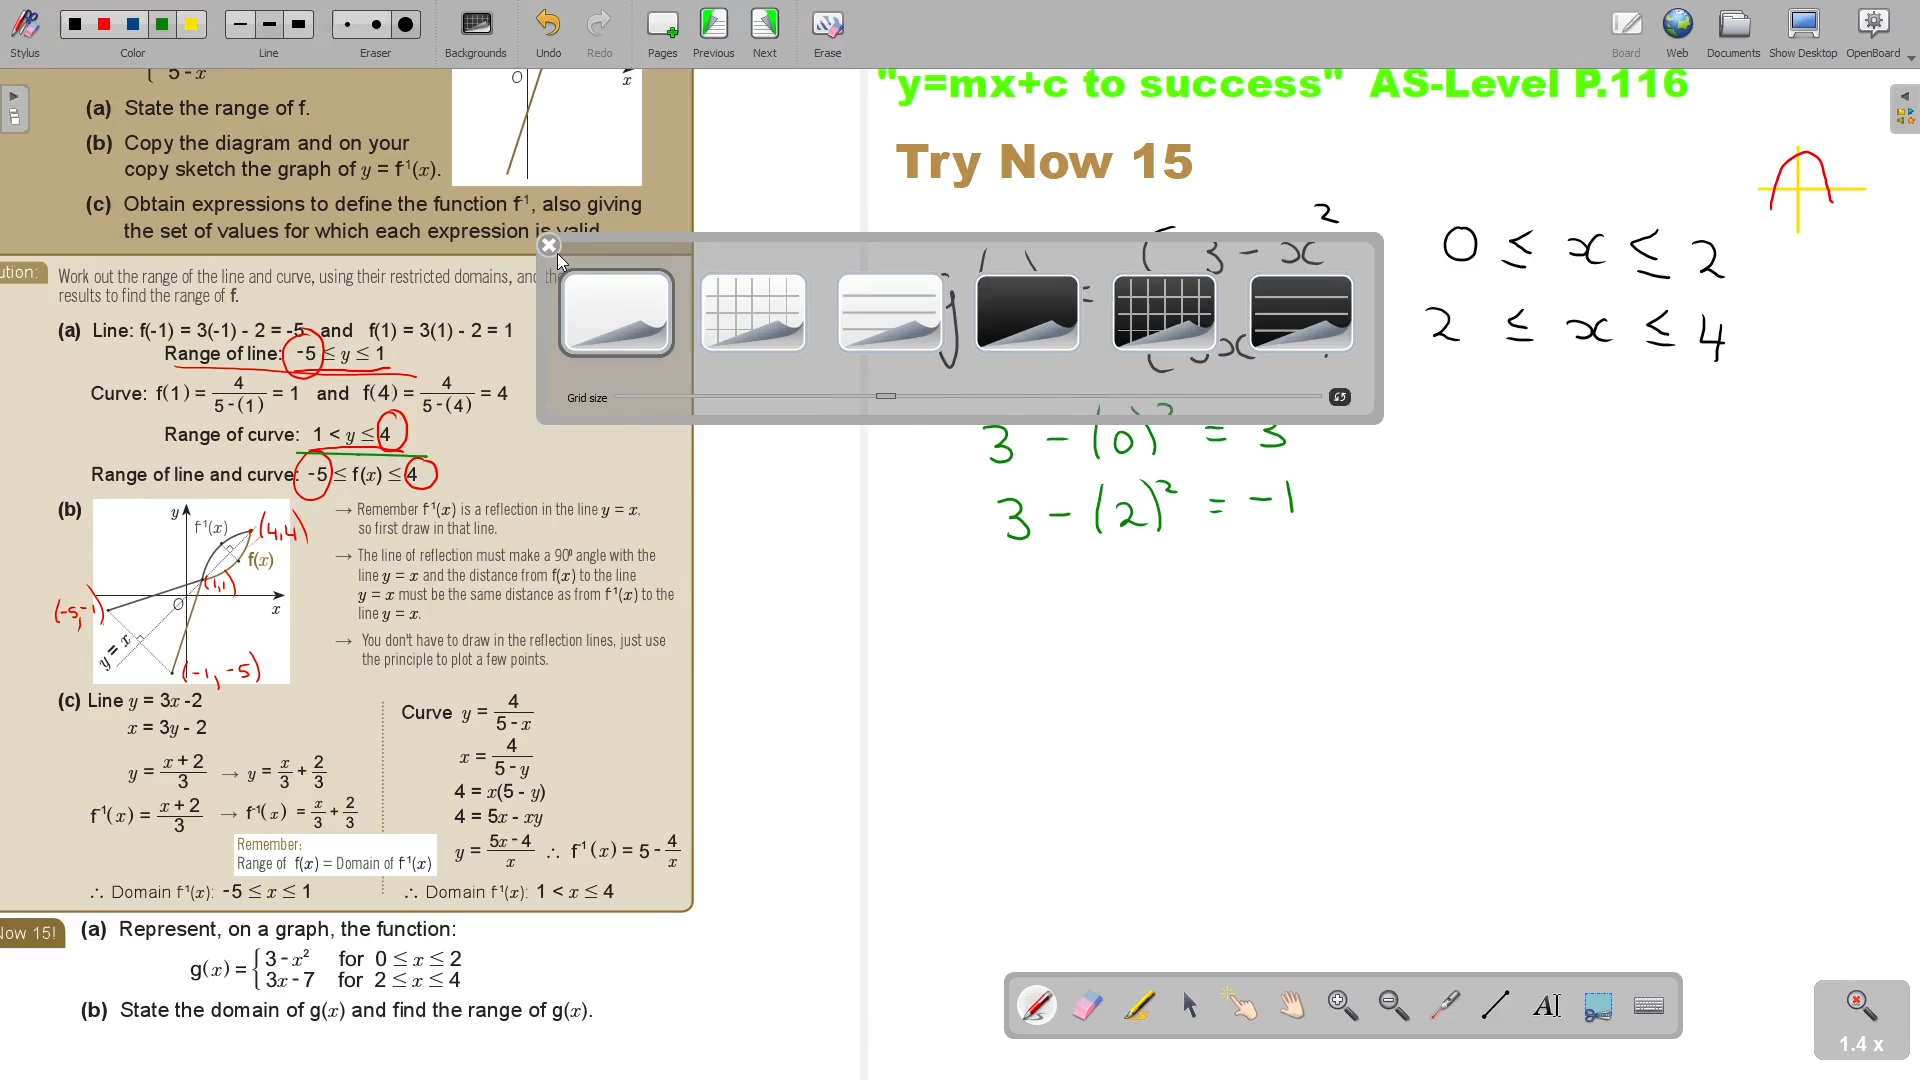 Stylus
Color
Line
Eraser
Backgrounds
Undo
Redo
Pages
Previous
Next
Erase
Board
Web
Documents
Show Desktop
OpenBoard
5 - x
O
x
(a) State the range of f.
(b) Copy the diagram and on your
copy sketch the graph of y = f⁻¹(x).
(c) Obtain expressions to define the function f⁻¹, also giving
the set of values for which each expression is valid
ution:
Work out the range of the line and curve, using their restricted domains, and the
results to find the range of f.
(a) Line: f(-1) = 3(-1) - 2 = -5 and f(1) = 3(1) - 2 = 1
Range of line: -5 ≤ y ≤ 1
Curve: f(1) = 4/(5-(1)) = 1 and f(4) = 4/(5-(4)) = 4
Range of curve: 1 < y ≤ 4
Range of line and curve: -5 ≤ f(x) ≤ 4
(b)
y
f⁻¹(x)
(4,4)
f(x)
(1,1)
(-5,-1)
O
x
y = x
(-1, -5)
→ Remember f⁻¹(x) is a reflection in the line y = x,
so first draw in that line.
→ The line of reflection must make a 90⁰ angle with the
line y = x and the distance from f(x) to the line
y = x must be the same distance as from f⁻¹(x) to the
line y = x.
→ You don't have to draw in the reflection lines, just use
the principle to plot a few points.
(c) Line y = 3x -2
x = 3y - 2
y = (x + 2)/3 → y = x/3 + 2/3
f⁻¹(x) = (x + 2)/3 → f⁻¹(x) = x/3 + 2/3
Remember:
Range of f(x) = Domain of f⁻¹(x)
∴ Domain f⁻¹(x): -5 ≤ x ≤ 1
Curve y = 4/(5 - x)
x = 4/(5 - y)
4 = x(5 - y)
4 = 5x - xy
y = (5x - 4)/x ∴ f⁻¹(x) = 5 - 4/x
∴ Domain f⁻¹(x): 1 < x ≤ 4
Now 15!
(a) Represent, on a graph, the function:
g(x) = { 3 - x² for 0 ≤ x ≤ 2
3x - 7 for 2 ≤ x ≤ 4
(b) State the domain of g(x) and find the range of g(x).
"y=mx+c to success" AS-Level P.116
Try Now 15
3 - x² 0 ≤ x ≤ 2
2 ≤ x ≤ 4
Grid size
3 - (0)² = 3
3 - (2)² = -1
1.4 x